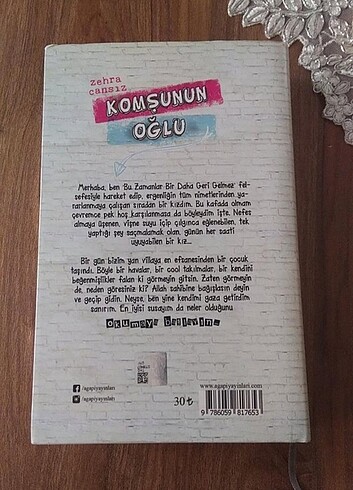 zehra
cansız
KOMŞUNUN
OĞLU
Merhaba, ben 'Bu Zamanlar Bir Daha Geri Gelmez' fel-
sefesiyle hareket edip, ergenliğin tüm nimetlerinden ya-
rarlanmaya çalışan sıradan bir kızdım. Bu kafada olmam
çevremce pek hoş karşılanmasa da böyleydim işte. Nefes
almaya üşenen, vişne suyu için çılgınca eğlenebilen, tek
yaptığı şey saçmalamak olan, günün her saati
uyuyabilen bir kız...
Bir gün bizim yan villaya en efsanesinden bir çocuk
taşındı. Böyle bir havalar, bir cool takılmalar, bir kendini
beğenmişlikler falan ki görmeyin gitsin. Zaten görmeyin
de, neden göresiniz ki? Allah sahibine bağışlasın deyin
ve geçip gidin. Neyse, ben yine kendimi gaza getirdim
sanırım. En iyisi susayım da neler olduğunu
okumaya başlayın...
/agapiyayinlari
/agapiyayinlari
30₺
www.agapiyayinlari.com
9 786059 817653